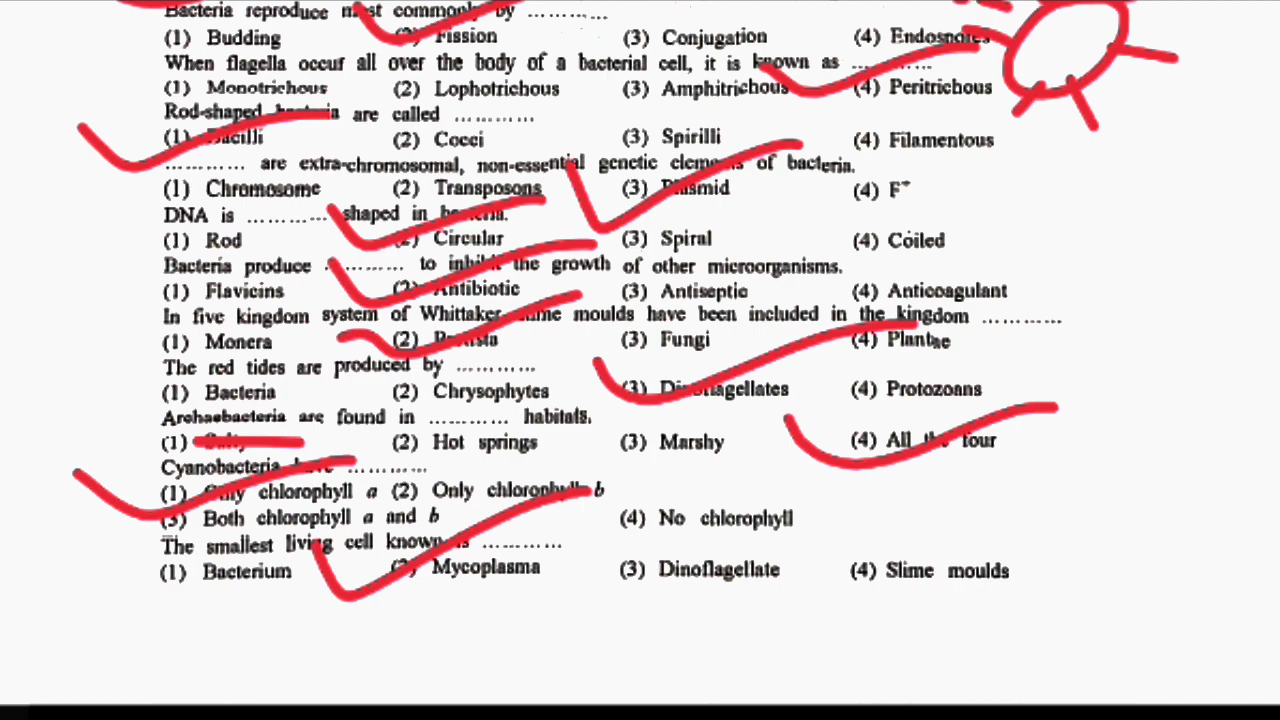 Bacteria reproduce most commonly by ............
(1) Budding (2) Fission (3) Conjugation (4) Endospores
When flagella occur all over the body of a bacterial cell, it is known as ............
(1) Monotrichous (2) Lophotrichous (3) Amphitrichous (4) Peritrichous
Rod-shaped bacteria are called ............
(1) Bacilli (2) Cocci (3) Spirilli (4) Filamentous
............ are extra-chromosomal, non-essential genetic elements of bacteria.
(1) Chromosome (2) Transposons (3) Plasmid (4) F⁺
DNA is ............ shaped in bacteria.
(1) Rod (2) Circular (3) Spiral (4) Coiled
Bacteria produce ............ to inhibit the growth of other microorganisms.
(1) Flavicins (2) Antibiotic (3) Antiseptic (4) Anticoagulant
In five kingdom system of Whittaker, slime moulds have been included in the kingdom ............
(1) Monera (2) Protista (3) Fungi (4) Plantae
The red tides are produced by ............
(1) Bacteria (2) Chrysophytes (3) Dinoflagellates (4) Protozoans
Archaebacteria are found in ............ habitats.
(1) Salty (2) Hot springs (3) Marshy (4) All the four
Cyanobacteria have ............
(1) Only chlorophyll a (2) Only chlorophyll b
(3) Both chlorophyll a and b (4) No chlorophyll
The smallest living cell known is ............
(1) Bacterium (2) Mycoplasma (3) Dinoflagellate (4) Slime moulds